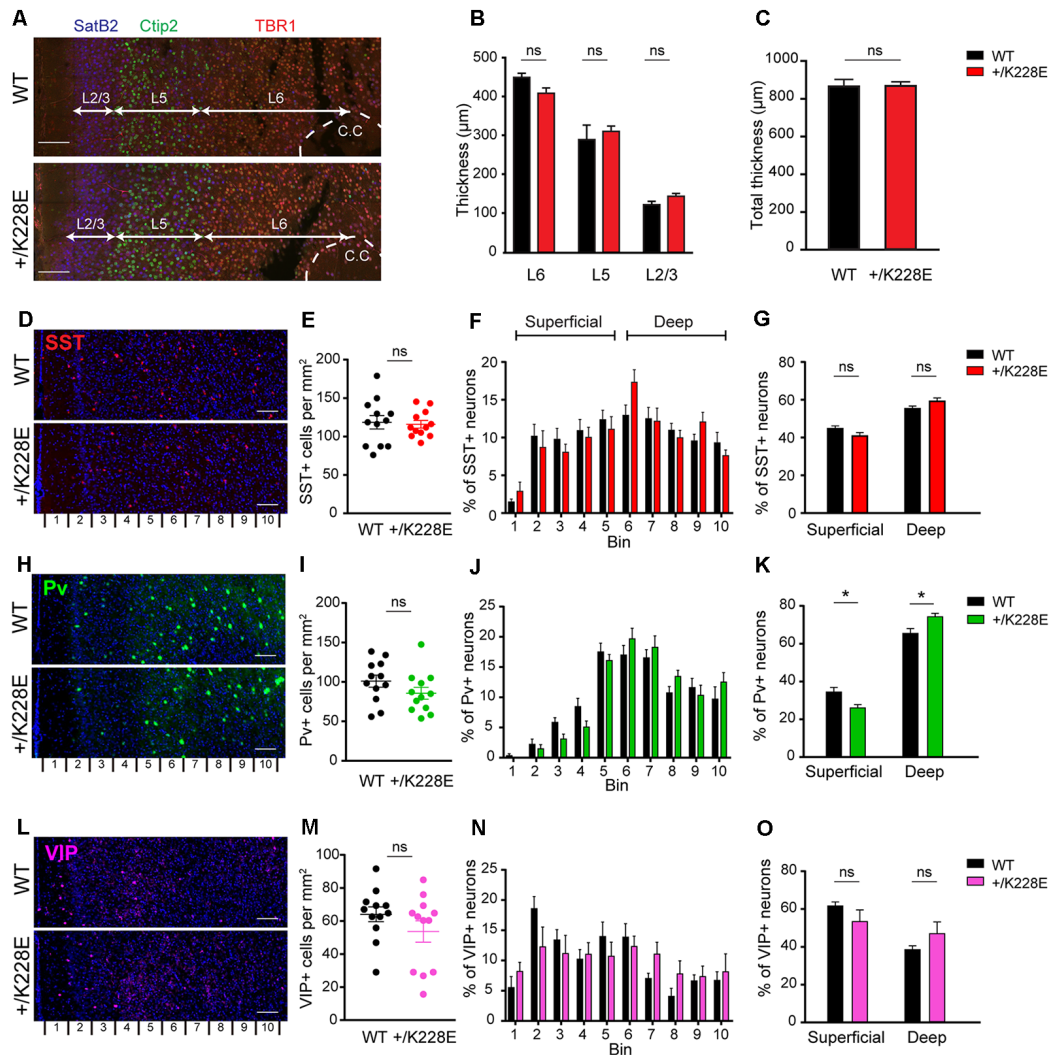 A
SatB2 Ctip2 TBR1
WT
L2/3 L5 L6
C.C
+/K228E
L2/3 L5 L6
C.C
B
ns ns ns
Thickness (μm)
500
400
300
200
100
0
L6 L5 L2/3
C
ns
Total thickness (μm)
1000
800
600
400
200
0
WT +/K228E
WT
+/K228E
D
SST
WT
+/K228E
1 2 3 4 5 6 7 8 9 10
E
ns
SST+ cells per mm²
200
150
100
50
0
WT +/K228E
F
Superficial Deep
% of SST+ neurons
20
15
10
5
0
1 2 3 4 5 6 7 8 9 10
Bin
G
ns ns
% of SST+ neurons
80
60
40
20
0
Superficial Deep
WT
+/K228E
H
Pv
WT
+/K228E
1 2 3 4 5 6 7 8 9 10
I
ns
Pv+ cells per mm²
200
150
100
50
0
WT +/K228E
J
% of Pv+ neurons
25
20
15
10
5
0
1 2 3 4 5 6 7 8 9 10
Bin
K
* *
% of Pv+ neurons
80
60
40
20
0
Superficial Deep
WT
+/K228E
L
VIP
WT
+/K228E
1 2 3 4 5 6 7 8 9 10
M
ns
VIP+ cells per mm²
100
80
60
40
20
0
WT +/K228E
N
% of VIP+ neurons
25
20
15
10
5
0
1 2 3 4 5 6 7 8 9 10
Bin
O
ns ns
% of VIP+ neurons
80
60
40
20
0
Superficial Deep
WT
+/K228E